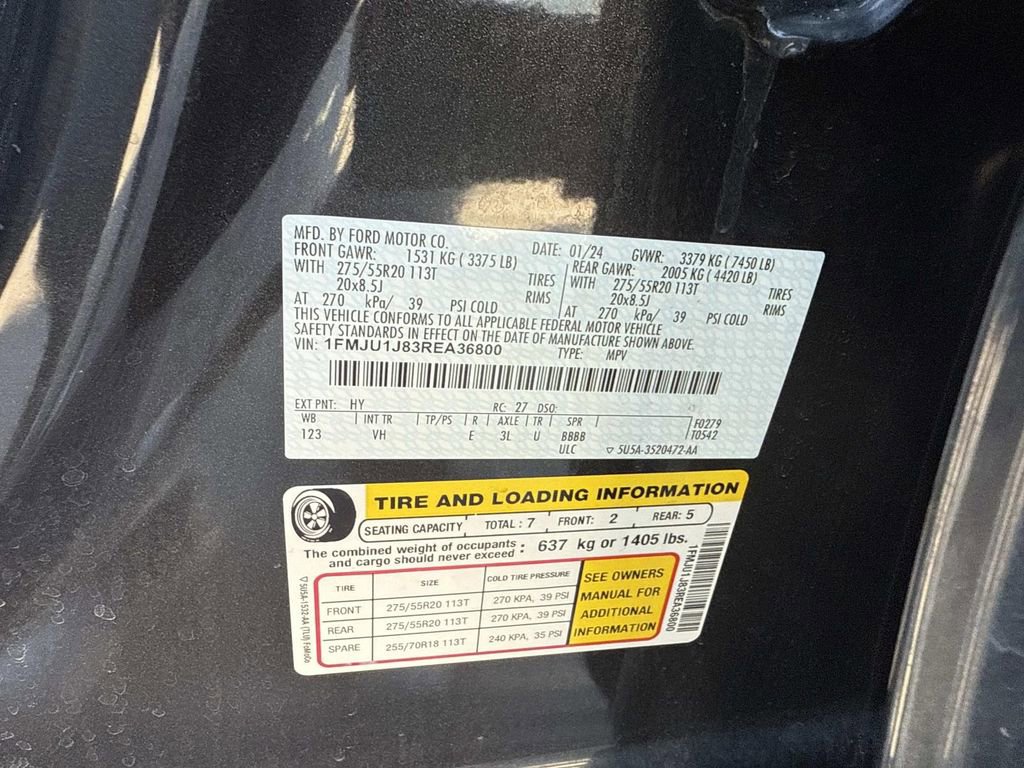 MFD. BY FORD MOTOR CO. DATE: 01/24 GVWR: 3379 KG ( 7450 LB)
FRONT GAWR: 1531 KG ( 3375 LB) REAR GAWR: 2005 KG ( 4420 LB)
WITH 275/55R20 113T TIRES WITH 275/55R20 113T TIRES
20x8.5J RIMS 20x8.5J RIMS
AT 270 kPa/ 39 PSI COLD AT 270 kPa/ 39 PSI COLD
THIS VEHICLE CONFORMS TO ALL APPLICABLE FEDERAL MOTOR VEHICLE
SAFETY STANDARDS IN EFFECT ON THE DATE OF MANUFACTURE SHOWN ABOVE.
VIN: 1FMJU1J83REA36800 TYPE: MPV
EXT PNT: HY RC: 27 DSO:
WB INT TR TP/PS R AXLE TR SPR F0279
123 VH E 3L U BBBB T0542
ULC ▽ 5U5A-3520472-AA
TIRE AND LOADING INFORMATION
SEATING CAPACITY TOTAL : 7 FRONT: 2 REAR: 5
The combined weight of occupants and cargo should never exceed : 637 kg or 1405 lbs.
TIRE SIZE COLD TIRE PRESSURE
FRONT 275/55R20 113T 270 KPA, 39 PSI
REAR 275/55R20 113T 270 KPA, 39 PSI
SPARE 255/70R18 113T 240 KPA, 35 PSI
SEE OWNERS
MANUAL FOR
ADDITIONAL
INFORMATION
1FMJU1J83REA36800